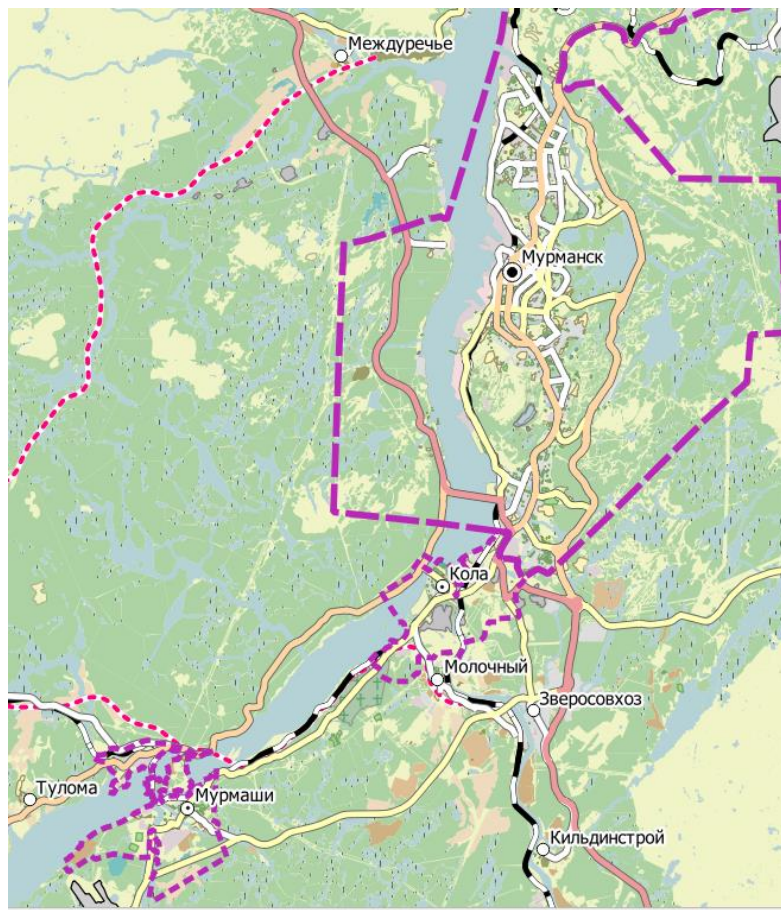 Междуречье
Мурманск
Кола
Молочный
Зверосовхоз
Тулома
Мурмаши
Кильдинстрой